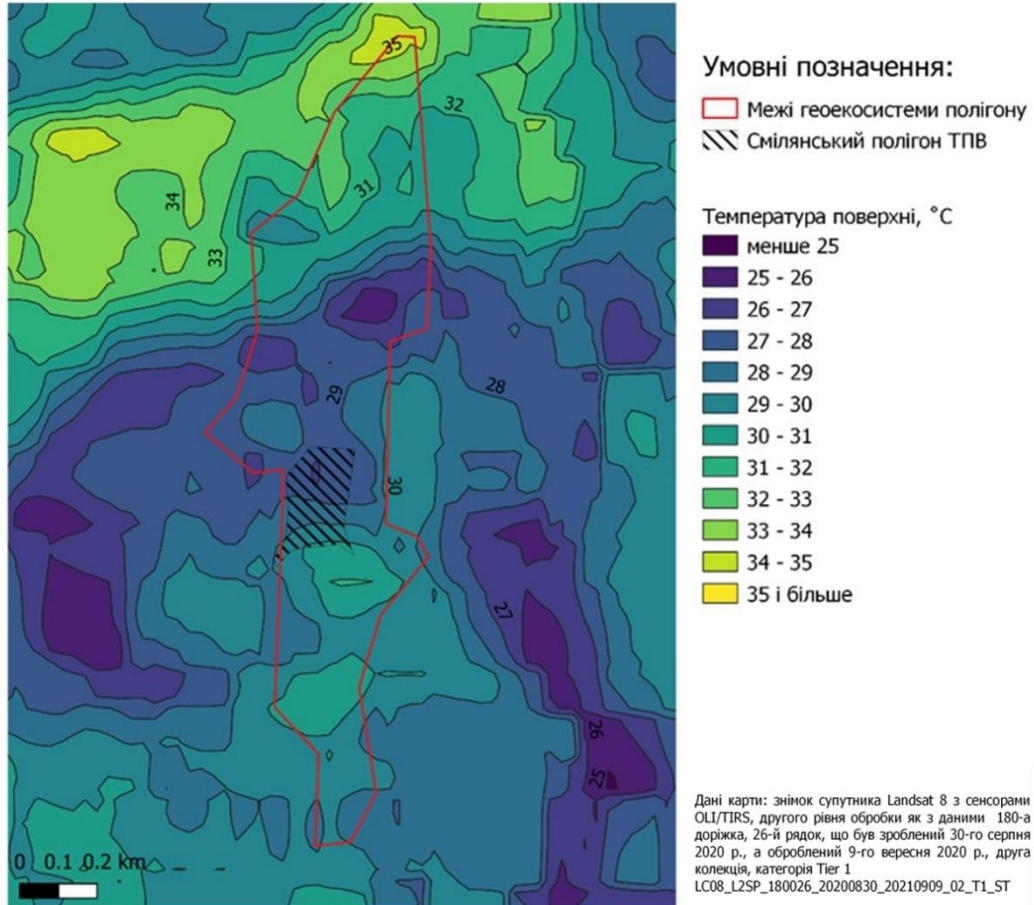 35
32
31
34
33
29
28
30
27
26
25
0 0.1 0.2 km
Умовні позначення:
Межі геоекосистеми полігону
Смілянський полігон ТПВ
Температура поверхні, ˚C
менше 25
25 - 26
26 - 27
27 - 28
28 - 29
29 - 30
30 - 31
31 - 32
32 - 33
33 - 34
34 - 35
35 і більше
Дані карти: знімок супутника Landsat 8 з сенсорами
OLI/TIRS, другого рівня обробки як з даними 180-а
доріжка, 26-й рядок, що був зроблений 30-го серпня
2020 р., а оброблений 9-го вересня 2020 р., друга
колекція, категорія Tier 1
LC08_L2SP_180026_20200830_20210909_02_T1_ST